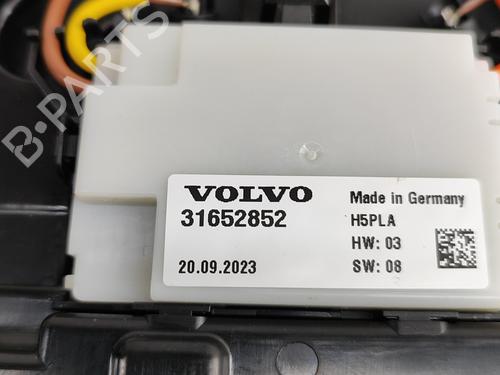 B-PARTS
VOLVO
31652852
20.09.2023
Made in Germany
H5PLA
HW: 03
SW: 08